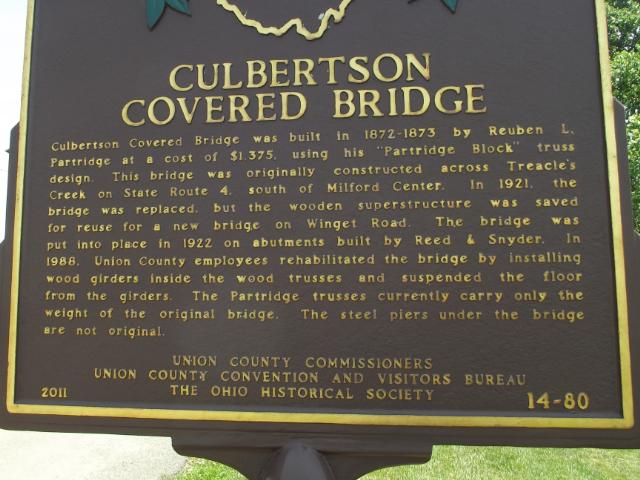 CULBERTSON
COVERED BRIDGE
Culbertson Covered Bridge was built in 1872-1873 by Reuben L.
Partridge at a cost of $1,375, using his "Partridge Block" truss
design. This bridge was originally constructed across Treacle's
Creek on State Route 4, south of Milford Center. In 1921, the
bridge was replaced, but the wooden superstructure was saved
for reuse for a new bridge on Winget Road. The bridge was
put into place in 1922 on abutments built by Reed & Snyder. In
1988, Union County employees rehabilitated the bridge by installing
wood girders inside the wood trusses and suspended the floor
from the girders. The Partridge trusses currently carry only the
weight of the original bridge. The steel piers under the bridge
are not original.
UNION COUNTY COMMISSIONERS
UNION COUNTY CONVENTION AND VISITORS BUREAU
THE OHIO HISTORICAL SOCIETY
2011
14-80